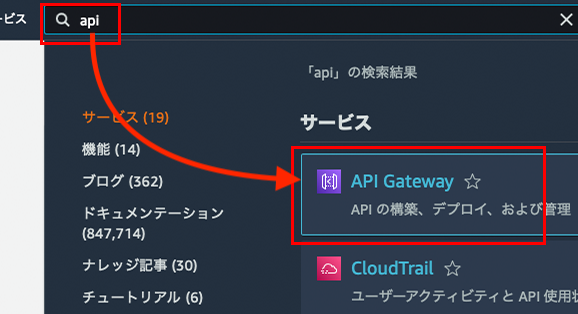 ービス
api
「api」の検索結果
サービス (19)
機能 (14)
ブログ (362)
ドキュメンテーション
(847,714)
ナレッジ記事 (30)
チュートリアル (6)
サービス
API Gateway
API の構築、デプロイ、および管理
CloudTrail
ユーザーアクティビティと API 使用状